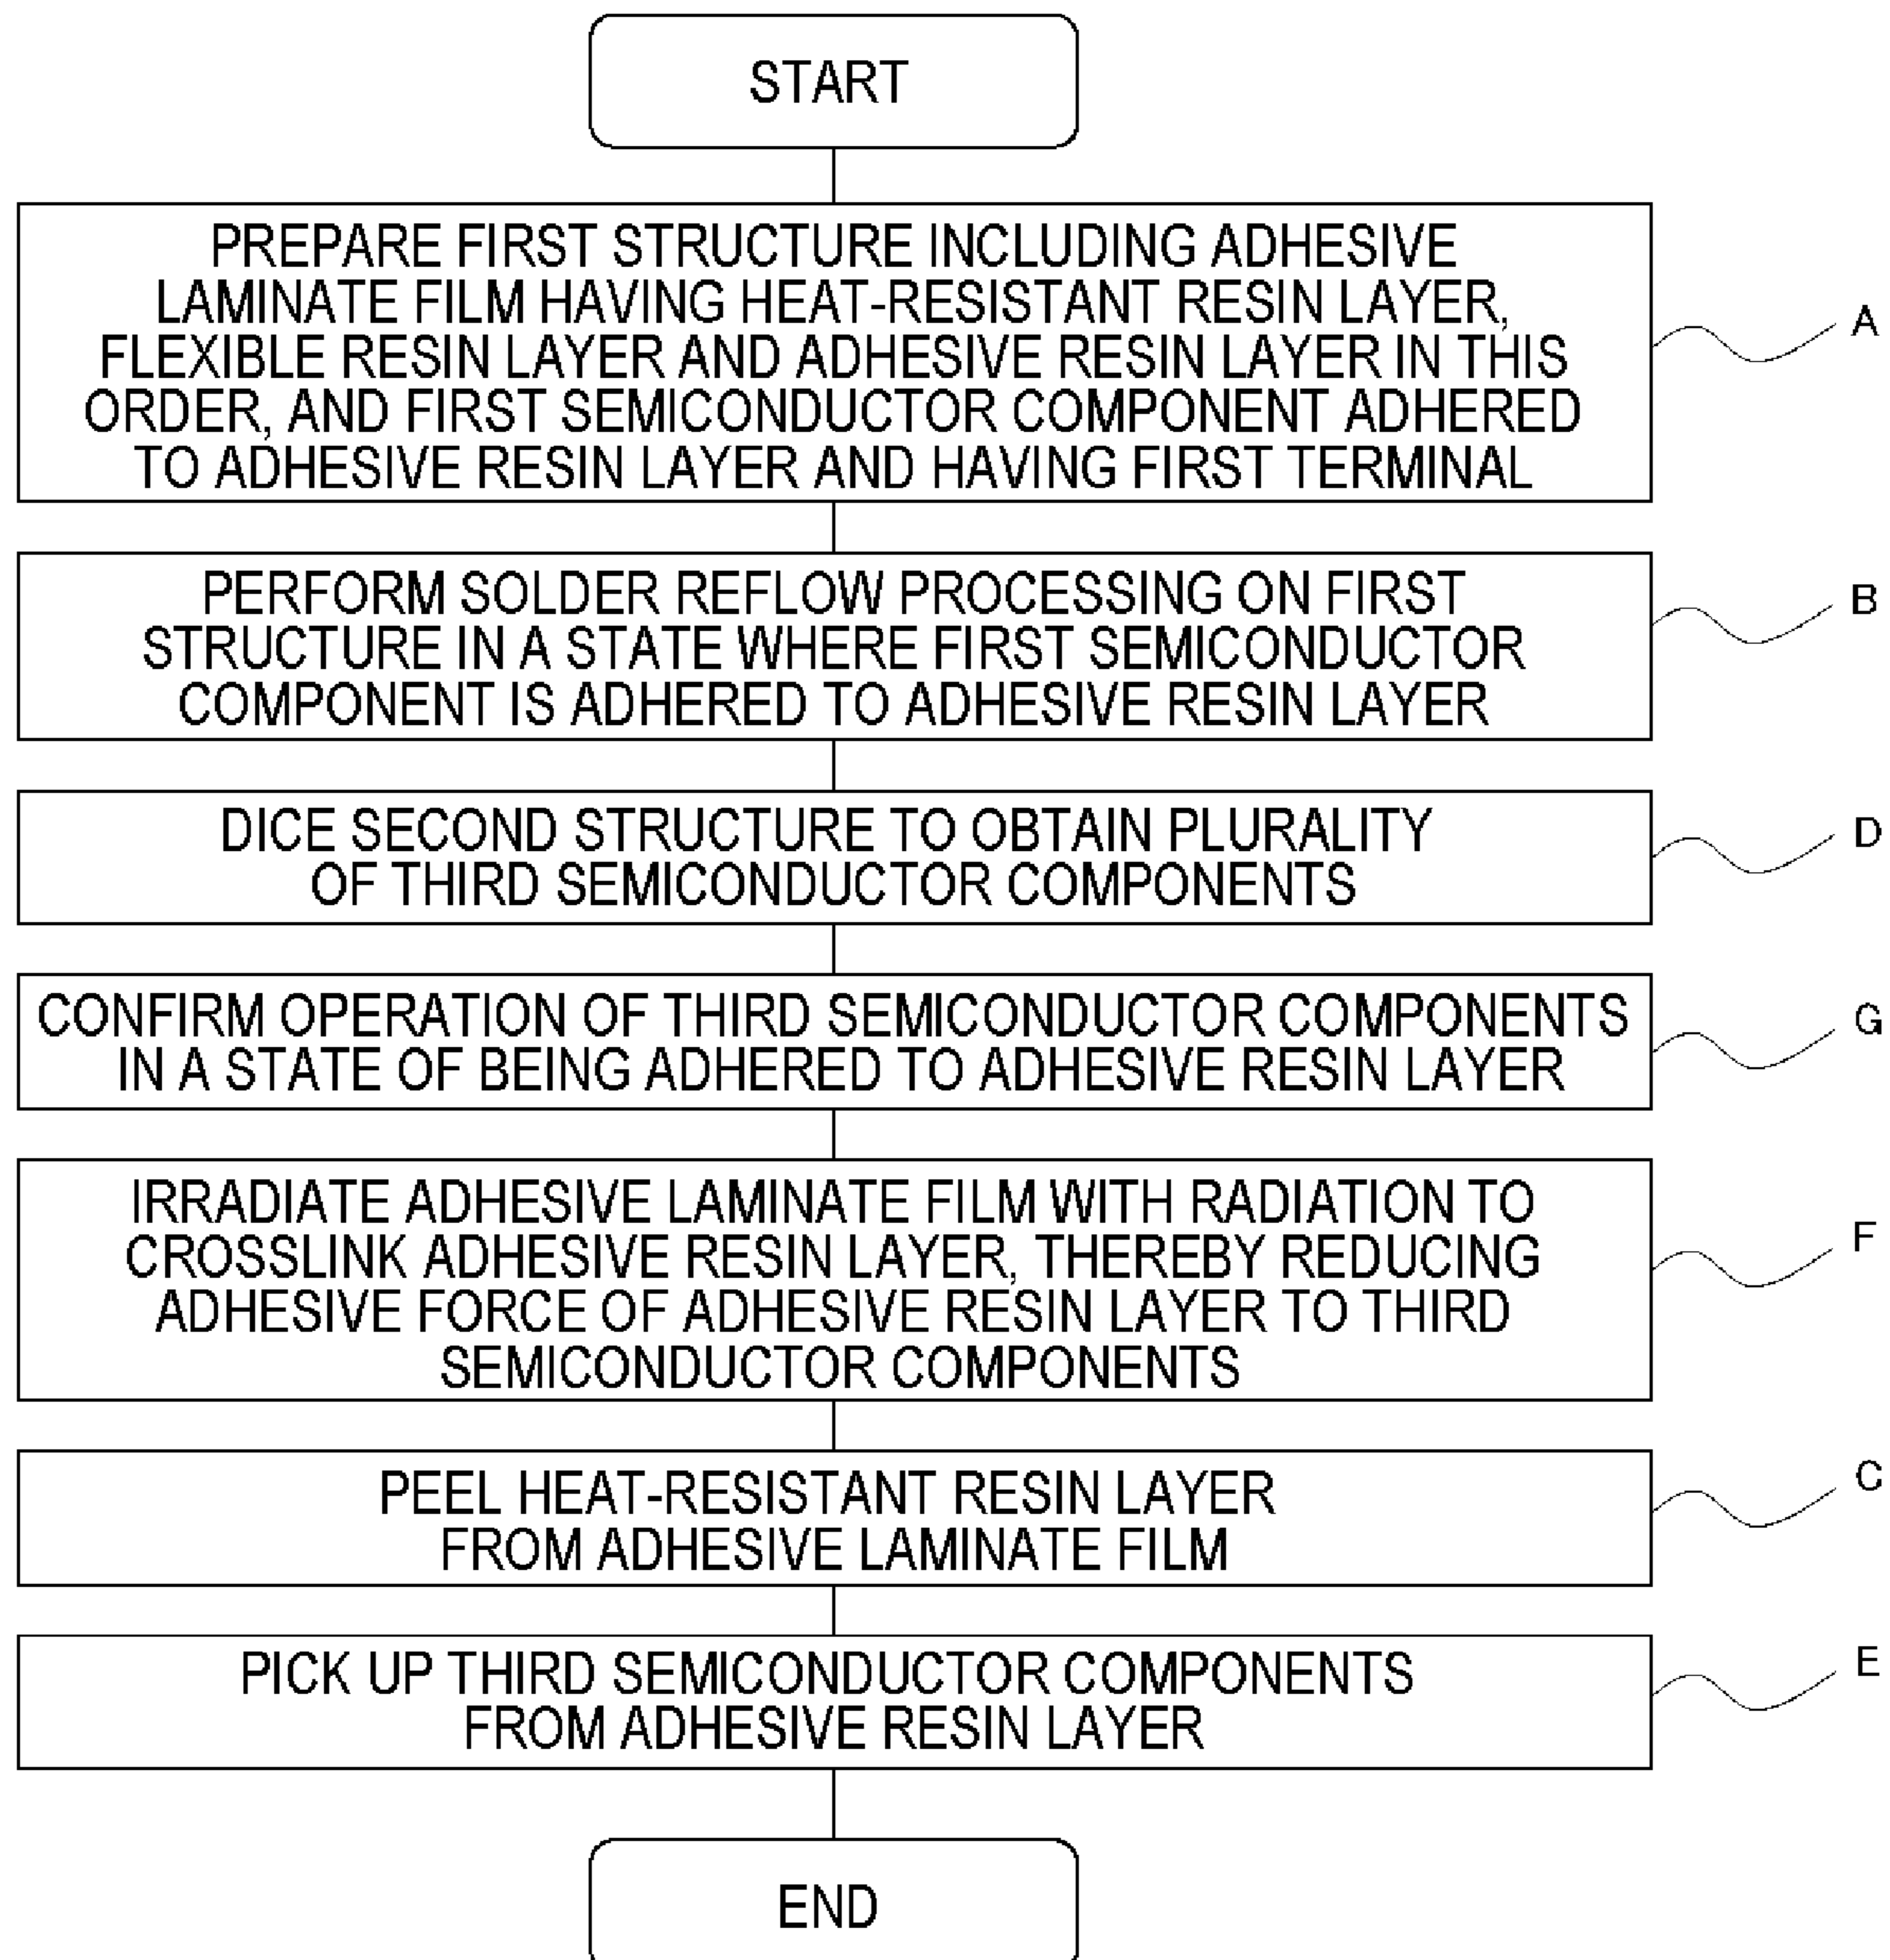 START
PREPARE FIRST STRUCTURE INCLUDING ADHESIVE
LAMINATE FILM HAVING HEAT-RESISTANT RESIN LAYER,
FLEXIBLE RESIN LAYER AND ADHESIVE RESIN LAYER IN THIS
ORDER, AND FIRST SEMICONDUCTOR COMPONENT ADHERED
TO ADHESIVE RESIN LAYER AND HAVING FIRST TERMINAL
A
PERFORM SOLDER REFLOW PROCESSING ON FIRST
STRUCTURE IN A STATE WHERE FIRST SEMICONDUCTOR
COMPONENT IS ADHERED TO ADHESIVE RESIN LAYER
B
DICE SECOND STRUCTURE TO OBTAIN PLURALITY
OF THIRD SEMICONDUCTOR COMPONENTS
D
CONFIRM OPERATION OF THIRD SEMICONDUCTOR COMPONENTS
IN A STATE OF BEING ADHERED TO ADHESIVE RESIN LAYER
G
IRRADIATE ADHESIVE LAMINATE FILM WITH RADIATION TO
CROSSLINK ADHESIVE RESIN LAYER, THEREBY REDUCING
ADHESIVE FORCE OF ADHESIVE RESIN LAYER TO THIRD
SEMICONDUCTOR COMPONENTS
F
PEEL HEAT-RESISTANT RESIN LAYER
FROM ADHESIVE LAMINATE FILM
C
PICK UP THIRD SEMICONDUCTOR COMPONENTS
FROM ADHESIVE RESIN LAYER
E
END